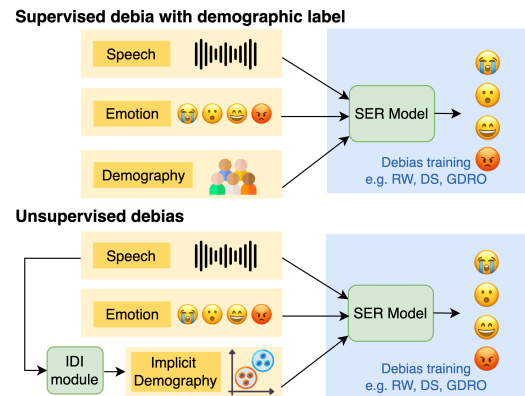 Supervised debia with demographic label
Speech
Emotion
Demography
SER Model
Debias training
e.g. RW, DS, GDRO
Unsupervised debias
Speech
Emotion
IDI
module
Implicit
Demography
SER Model
Debias training
e.g. RW, DS, GDRO